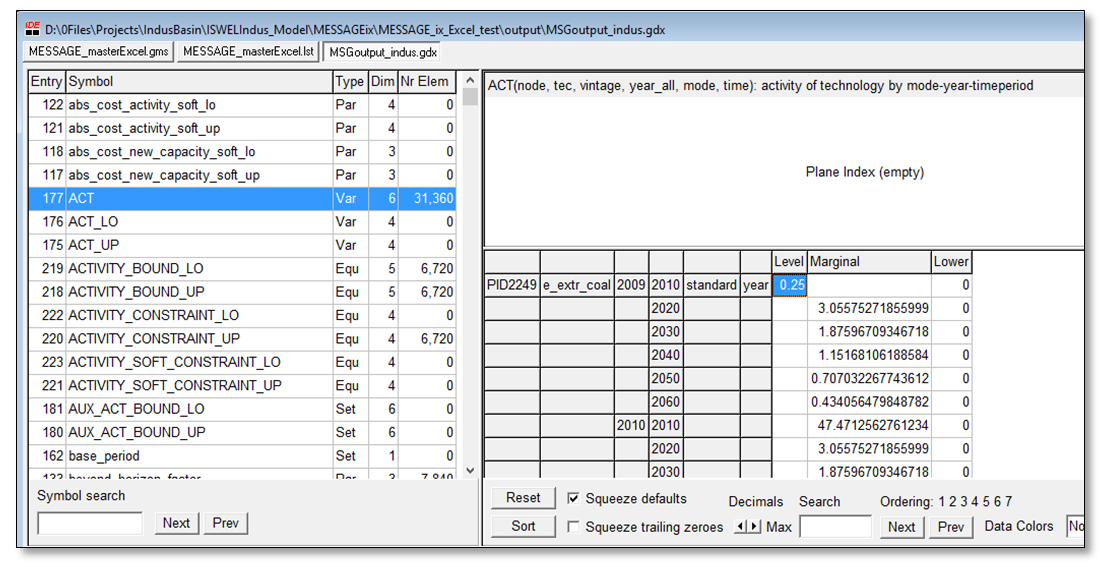 IDE D:\0Files\Projects\IndusBasin\ISWELIndus_Model\MESSAGEix\MESSAGE_ix_Excel_test\output\MSGoutput_indus.gdx
MESSAGE_masterExcel.gms MESSAGE_masterExcel.lst MSGoutput_indus.gdx
Entry Symbol Type Dim Nr Elem
122 abs_cost_activity_soft_lo Par 4 0
121 abs_cost_activity_soft_up Par 4 0
118 abs_cost_new_capacity_soft_lo Par 3 0
117 abs_cost_new_capacity_soft_up Par 3 0
177 ACT Var 6 31,360
176 ACT_LO Var 4 0
175 ACT_UP Var 4 0
219 ACTIVITY_BOUND_LO Equ 5 6,720
218 ACTIVITY_BOUND_UP Equ 5 6,720
222 ACTIVITY_CONSTRAINT_LO Equ 4 0
220 ACTIVITY_CONSTRAINT_UP Equ 4 6,720
223 ACTIVITY_SOFT_CONSTRAINT_LO Equ 4 0
221 ACTIVITY_SOFT_CONSTRAINT_UP Equ 4 0
181 AUX_ACT_BOUND_LO Set 6 0
180 AUX_ACT_BOUND_UP Set 6 0
162 base_period Set 1 0
133 beyond_horizon_factor Par 3 7,840
Symbol search
Next Prev
ACT(node, tec, vintage, year_all, mode, time): activity of technology by mode-year-timeperiod
Plane Index (empty)
Level Marginal Lower
PID2249 e_extr_coal 2009 2010 standard year 0.25 0
2020 3.05575271855999 0
2030 1.87596709346718 0
2040 1.15168106188584 0
2050 0.707032267743612 0
2060 0.434056479848782 0
2010 2010 47.4712562761234 0
2020 3.05575271855999 0
2030 1.87596709346718 0
Reset Squeeze defaults Decimals Search Ordering: 1 2 3 4 5 6 7
Sort Squeeze trailing zeroes Max Next Prev Data Colors No